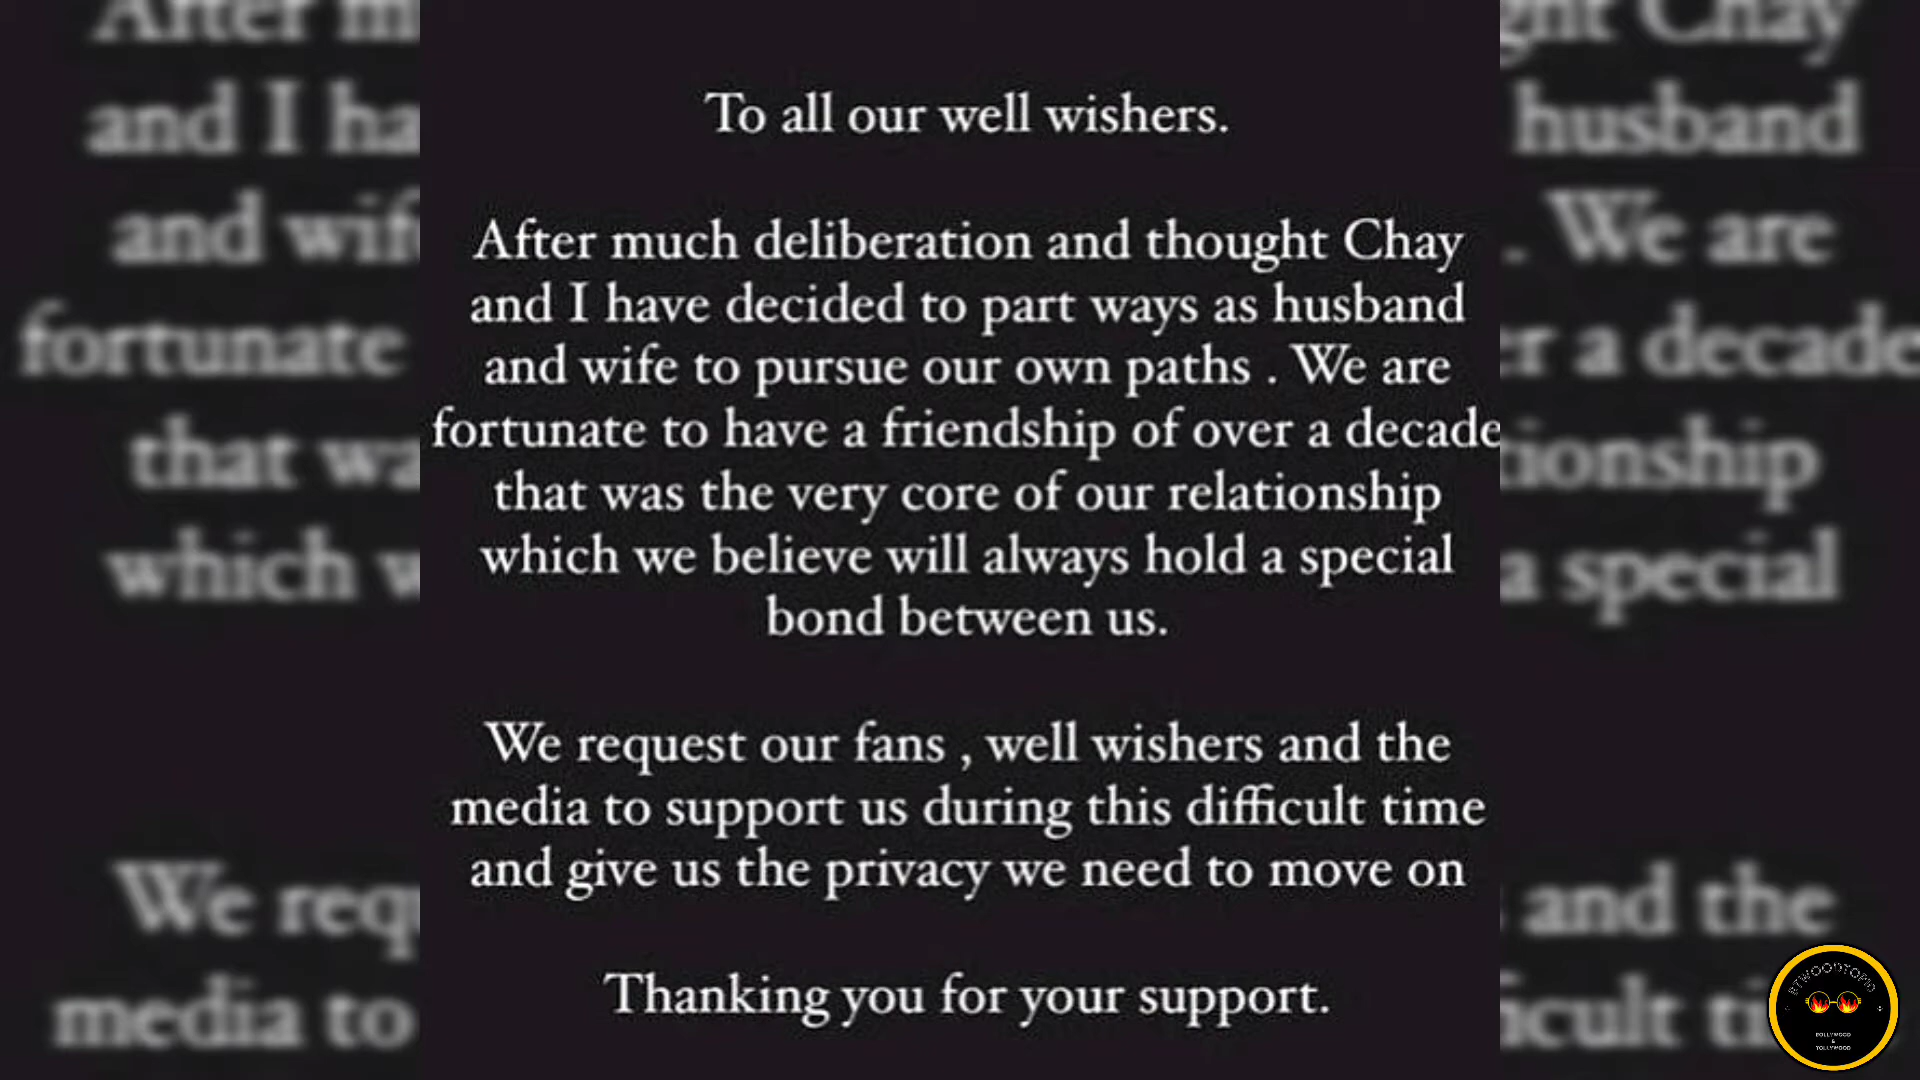 To all our well wishers.
After much deliberation and thought Chay
and I have decided to part ways as husband
and wife to pursue our own paths . We are
fortunate to have a friendship of over a decade
that was the very core of our relationship
which we believe will always hold a special
bond between us.
We request our fans , well wishers and the
media to support us during this difficult time
and give us the privacy we need to move on
Thanking you for your support.
BTWOODTOP10
BOLLYWOOD
&
TOLLYWOOD